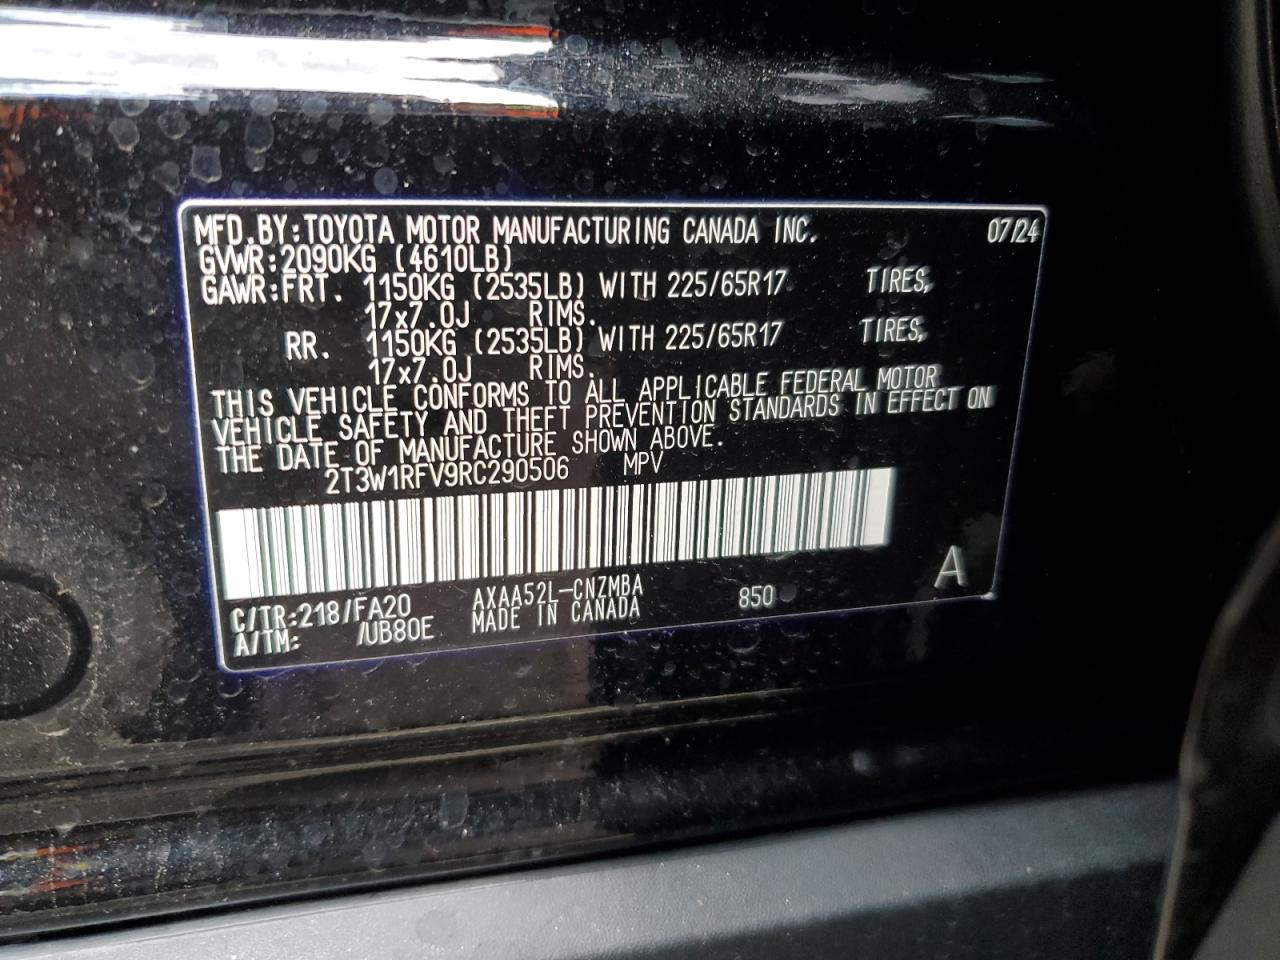 MFD.BY:TOYOTA MOTOR MANUFACTURING CANADA INC. 07/24
GVWR:2090KG (4610LB)
GAWR:FRT. 1150KG (2535LB) WITH 225/65R17 TIRES,
17x7.0J RIMS.
RR. 1150KG (2535LB) WITH 225/65R17 TIRES,
17x7.0J RIMS.
THIS VEHICLE CONFORMS TO ALL APPLICABLE FEDERAL MOTOR
VEHICLE SAFETY AND THEFT PREVENTION STANDARDS IN EFFECT ON
THE DATE OF MANUFACTURE SHOWN ABOVE.
2T3W1RFV9RC290506 MPV
C/TR:218/FA20 AXAA52L-CNZMBA 850 A
A/TM: /UB80E MADE IN CANADA